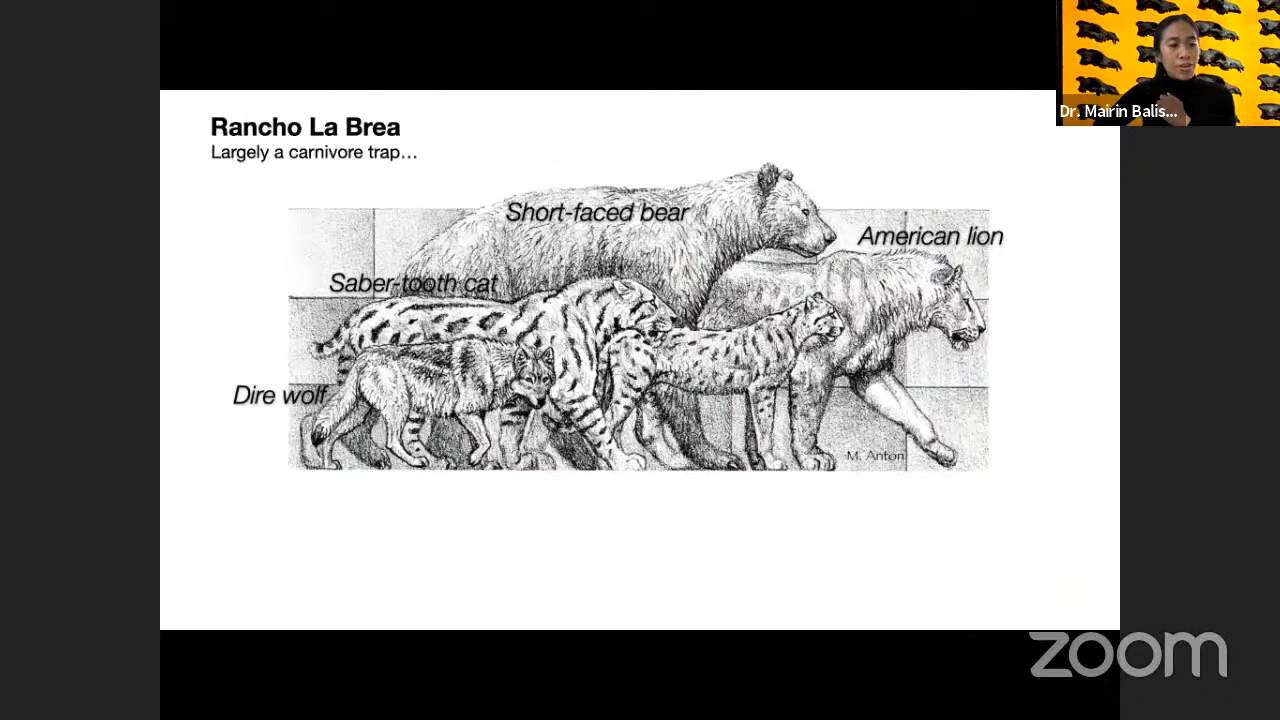 Dr. Mairin Balis...
Rancho La Brea
Largely a carnivore trap...
Short-faced bear
American lion
Saber-tooth cat
Dire wolf
M. Anton
zoom